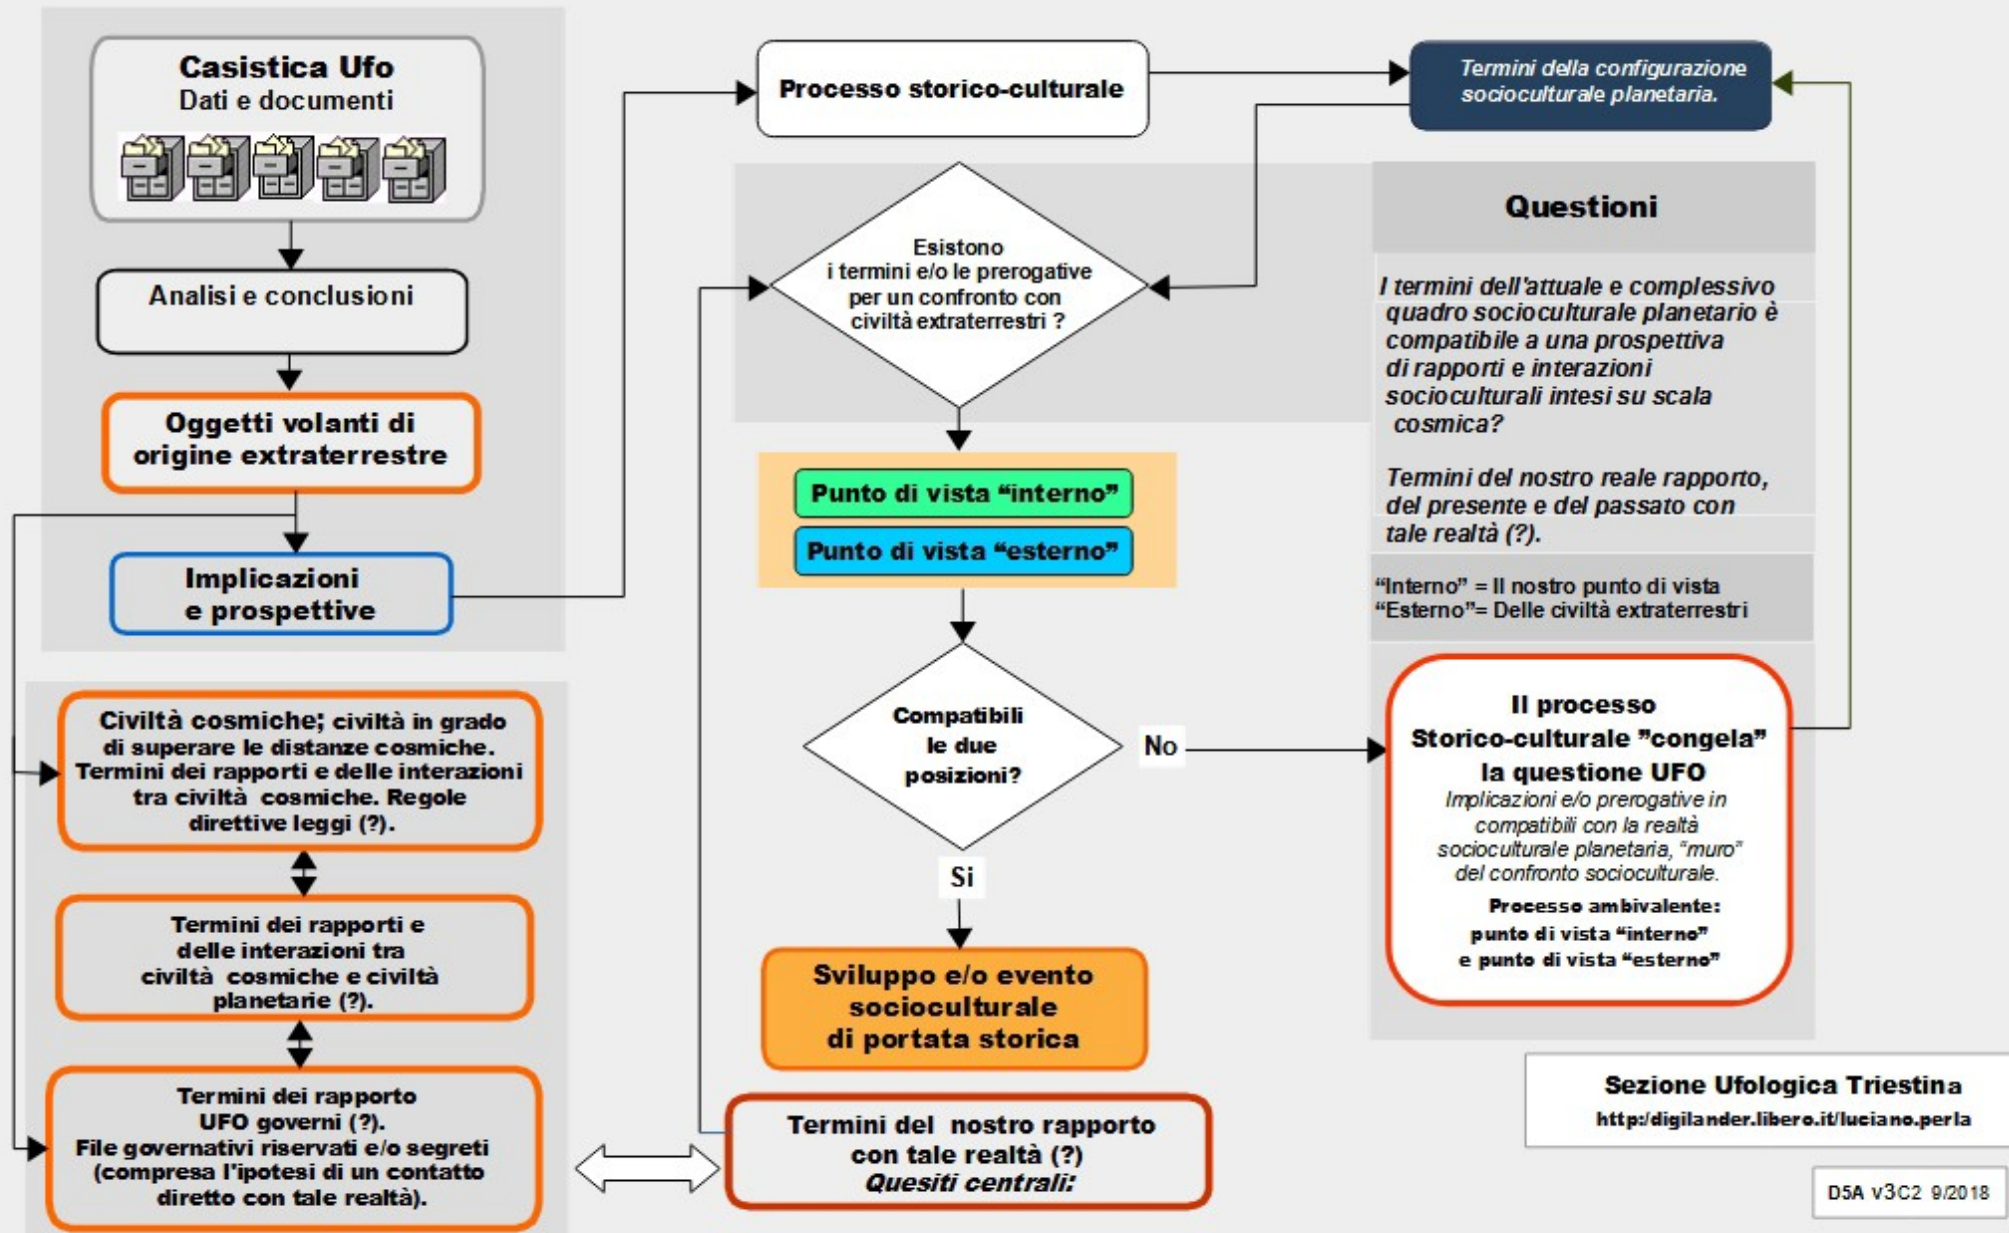 Casistica Ufo
Dati e documenti
Analisi e conclusioni
Oggetti volanti di
origine extraterrestre
Implicazioni
e prospettive
Civiltà cosmiche; civiltà in grado
di superare le distanze cosmiche.
Termini dei rapporti e delle interazioni
tra civiltà cosmiche. Regole
direttive leggi (?).
Termini dei rapporti e
delle interazioni tra
civiltà cosmiche e civiltà
planetarie (?).
Termini dei rapporto
UFO governi (?).
File governativi riservati e/o segreti
(compresa l'ipotesi di un contatto
diretto con tale realtà).
Processo storico-culturale
Esistono
i termini e/o le prerogative
per un confronto con
civiltà extraterrestri ?
Punto di vista “interno”
Punto di vista “esterno”
Compatibili
le due
posizioni?
No
Si
Sviluppo e/o evento
socioculturale
di portata storica
Termini del nostro rapporto
con tale realtà (?)
Quesiti centrali:
Termini della configurazione
socioculturale planetaria.
Questioni
I termini dell'attuale e complessivo
quadro socioculturale planetario è
compatibile a una prospettiva
di rapporti e interazioni
socioculturali intesi su scala
cosmica?
Termini del nostro reale rapporto,
del presente e del passato con
tale realtà (?).
“Interno” = Il nostro punto di vista
“Esterno”= Delle civiltà extraterrestri
Il processo
Storico-culturale ”congela”
la questione UFO
Implicazioni e/o prerogative in
compatibili con la realtà
socioculturale planetaria, “muro”
del confronto socioculturale.
Processo ambivalente:
punto di vista “interno”
e punto di vista “esterno”
Sezione Ufologica Triestina
http:/digilander.libero.it/luciano.perla
D5A v3C2 9/2018